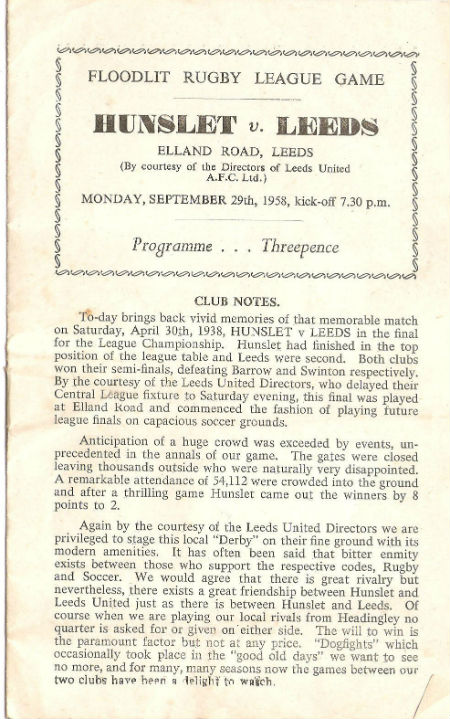 FLOODLIT RUGBY LEAGUE GAME
HUNSLET v. LEEDS
ELLAND ROAD, LEEDS
(By courtesy of the Directors of Leeds United
A.F.C. Ltd.)
MONDAY, SEPTEMBER 29th, 1958, kick-off 7.30 p.m.
Programme . . . Threepence
CLUB NOTES.
To-day brings back vivid memories of that memorable match
on Saturday, April 30th, 1938, HUNSLET v LEEDS in the final
for the League Championship. Hunslet had finished in the top
position of the league table and Leeds were second. Both clubs
won their semi-finals, defeating Barrow and Swinton respectively.
By the courtesy of the Leeds United Directors, who delayed their
Central League fixture to Saturday evening, this final was played
at Elland Road and commenced the fashion of playing future
league finals on capacious soccer grounds.
Anticipation of a huge crowd was exceeded by events, un-
precedented in the annals of our game. The gates were closed
leaving thousands outside who were naturally very disappointed.
A remarkable attendance of 54,112 were crowded into the ground
and after a thrilling game Hunslet came out the winners by 8
points to 2.
Again by the courtesy of the Leeds United Directors we are
privileged to stage this local "Derby" on their fine ground with its
modern amenities. It has often been said that bitter enmity
exists between those who support the respective codes, Rugby
and Soccer. We would agree that there is great rivalry but
nevertheless, there exists a great friendship between Hunslet and
Leeds United just as there is between Hunslet and Leeds. Of
course when we are playing our local rivals from Headingley no
quarter is asked for or given on either side. The will to win is
the paramount factor but not at any price. "Dogfights" which
occasionally took place in the "good old days" we want to see
no more, and for many, many seasons now the games between our
two clubs have been a delight to watch.